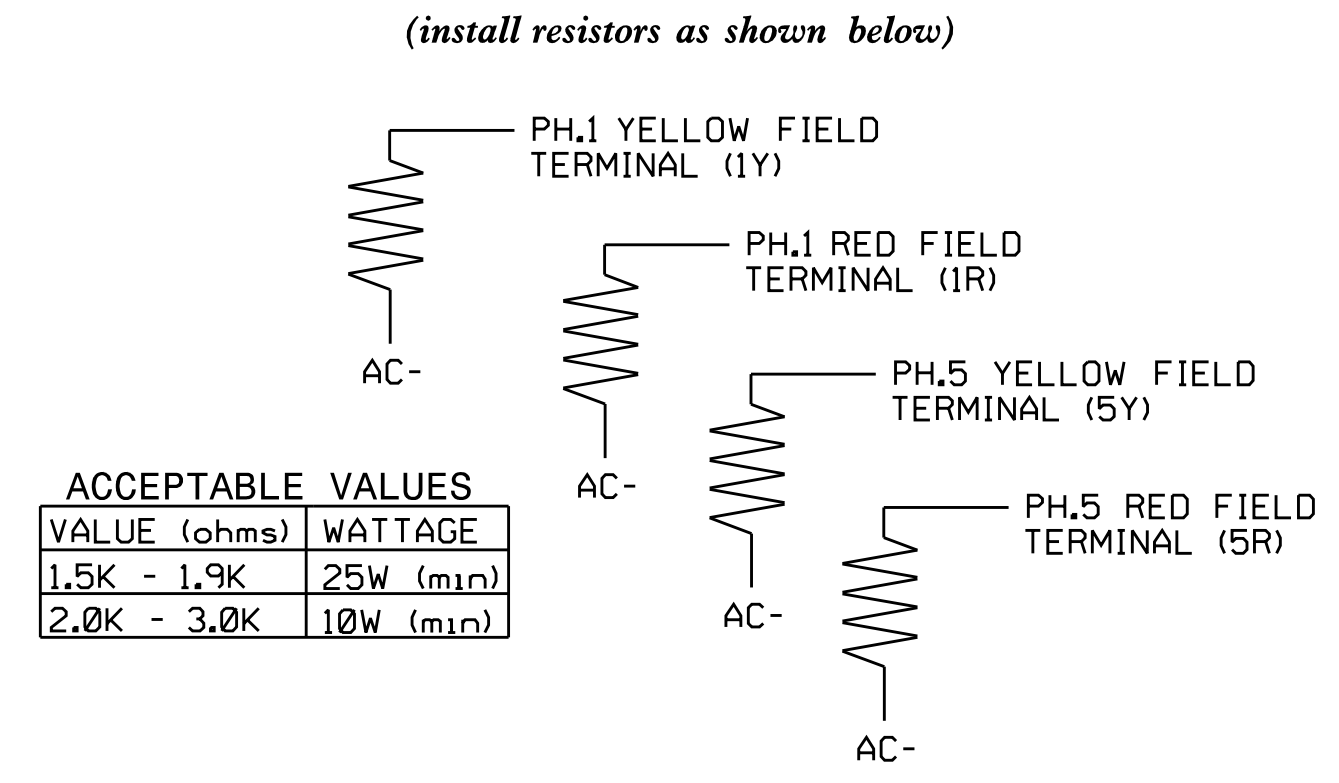 (install resistors as shown below)
PH.1 YELLOW FIELD
TERMINAL (1Y)
AC-
PH.1 RED FIELD
TERMINAL (1R)
AC-
PH.5 YELLOW FIELD
TERMINAL (5Y)
AC-
PH.5 RED FIELD
TERMINAL (5R)
AC-
ACCEPTABLE VALUES
VALUE (ohms) WATTAGE
1.5K - 1.9K 25W (min)
2.0K - 3.0K 10W (min)